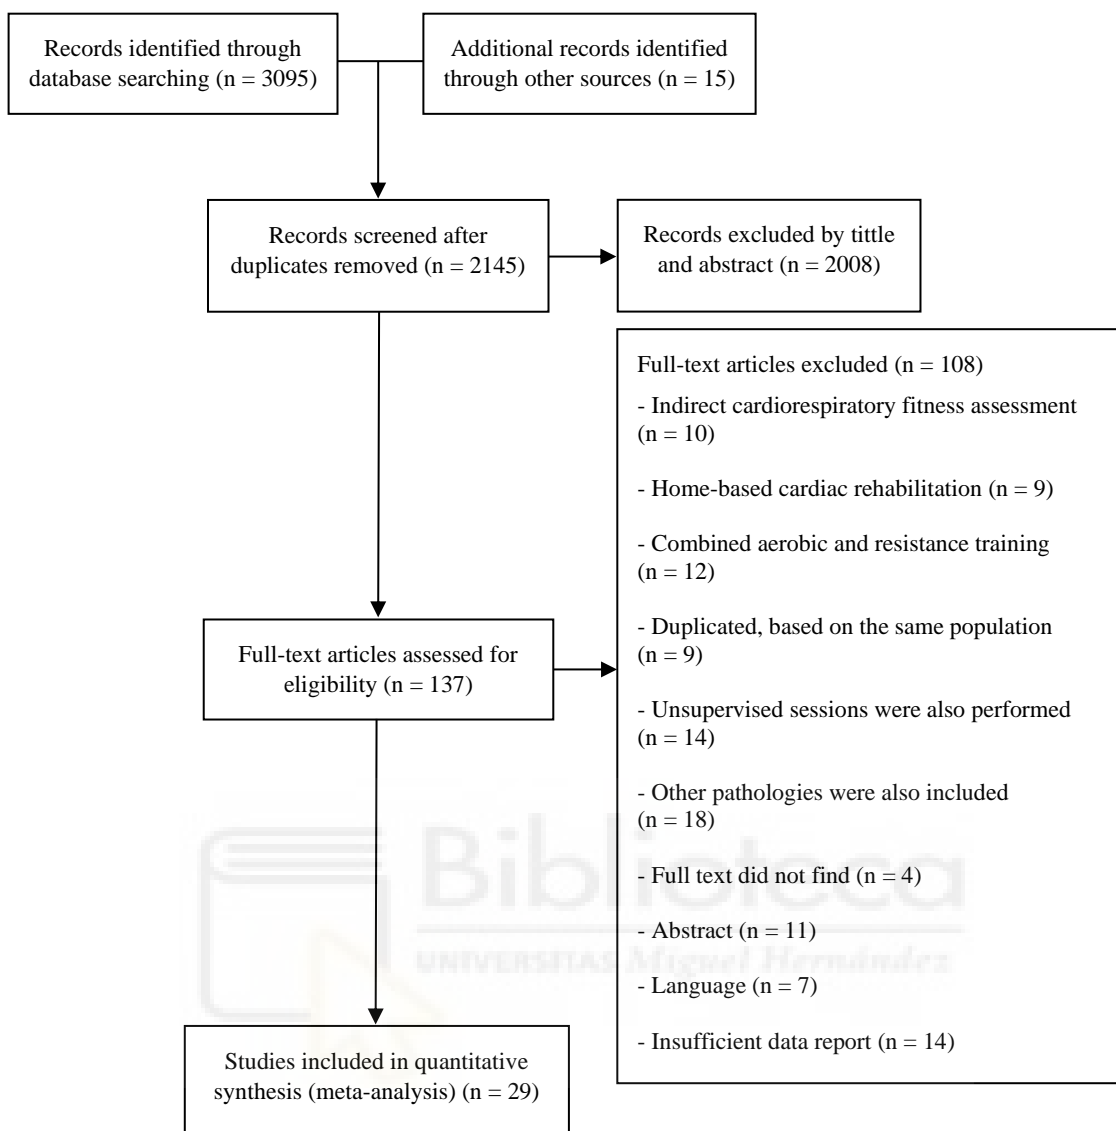 Records identified through
database searching (n = 3095)
Additional records identified
through other sources (n = 15)
Records screened after
duplicates removed (n = 2145)
Records excluded by tittle
and abstract (n = 2008)
Full-text articles excluded (n = 108)
- Indirect cardiorespiratory fitness assessment
(n = 10)
- Home-based cardiac rehabilitation (n = 9)
- Combined aerobic and resistance training
(n = 12)
- Duplicated, based on the same population
(n = 9)
- Unsupervised sessions were also performed
(n = 14)
- Other pathologies were also included
(n = 18)
- Full text did not find (n = 4)
- Abstract (n = 11)
- Language (n = 7)
- Insufficient data report (n = 14)
Full-text articles assessed for
eligibility (n = 137)
Studies included in quantitative
synthesis (meta-analysis) (n = 29)
Biblioteca
UNIVERSITAS Miguel Hernández